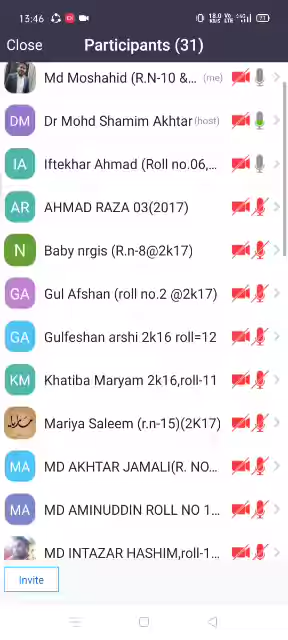 13:46
18.0 KB/S
Close
Participants (31)
Md Moshahid (R.N-10 &... (me)
DM
Dr Mohd Shamim Akhtar (host)
IA
Iftekhar Ahmad (Roll no.06,...
AR
AHMAD RAZA 03(2017)
N
Baby nrgis (R.n-8@2k17)
GA
Gul Afshan (roll no.2 @2k17)
GA
Gulfeshan arshi 2k16 roll=12
KM
Khatiba Maryam 2k16,roll-11
Mariya Saleem (r.n-15)(2K17)
MA
MD AKHTAR JAMALI(R. NO...
MA
MD AMINUDDIN ROLL NO 1...
MD INTAZAR HASHIM,roll-1...
Invite